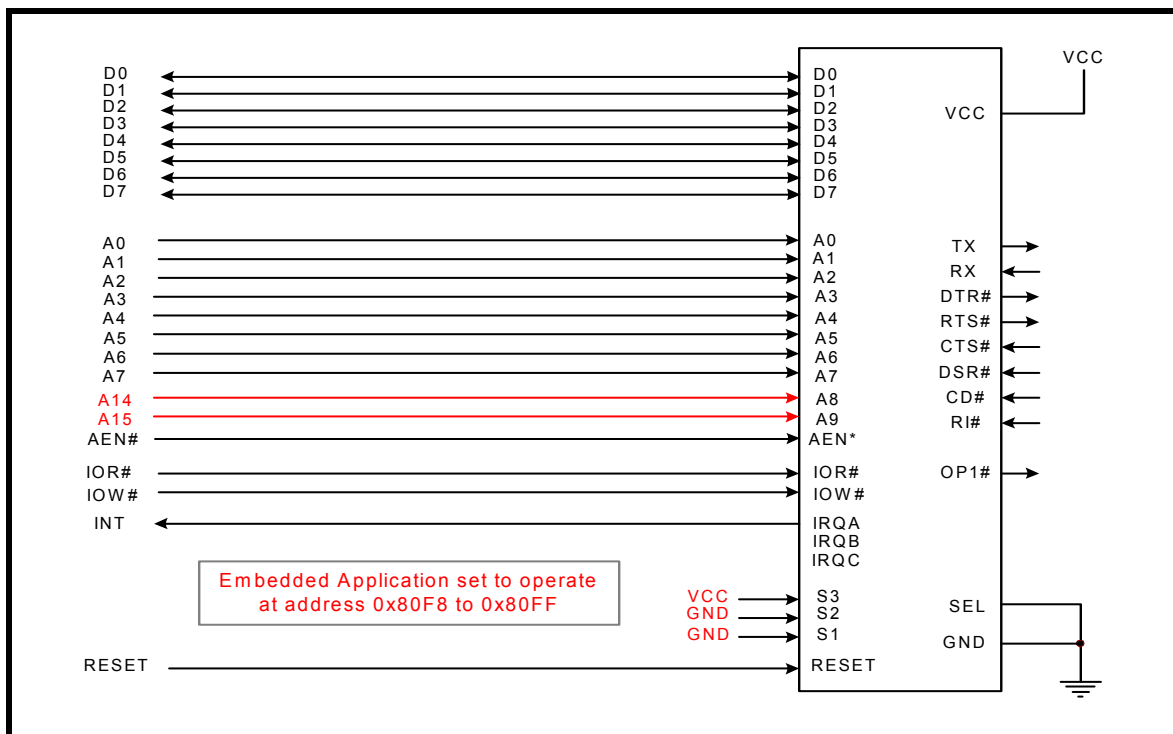 VCC
D0 D0
D1 D1
D2 D2
D3 D3
D4 D4
D5 D5
D6 D6
D7 D7
VCC
A0 A0
A1 A1
A2 A2
A3 A3
A4 A4
A5 A5
A6 A6
A7 A7
A14 A8
A15 A9
AEN# AEN*
IOR# IOR#
IOW# IOW#
INT IRQA
IRQB
IRQC
TX
RX
DTR#
RTS#
CTS#
DSR#
CD#
RI#
OP1#
Embedded Application set to operate
at address 0x80F8 to 0x80FF
VCC S3
GND S2
GND S1
SEL
GND
RESET RESET